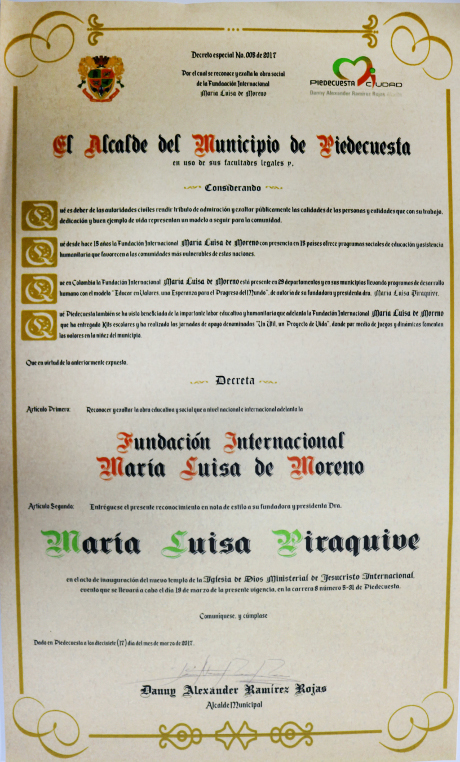 Decreto especial No. 009 de 2017
Por el cual se reconoce y exalta la obra social
de la Fundación Internacional
María Luisa de Moreno
PIEDECUESTA CIUDAD
Danny Alexander Ramírez Rojas
El Alcalde del Municipio de Piedecuesta
en uso de sus facultades legales y.
Considerando
Qué es deber de las autoridades civiles rendir tributo de admiración y exaltar públicamente las calidades de las personas y entidades que con su trabajo,
dedicación y buen ejemplo de vida representan un modelo a seguir para la comunidad.
Qué desde hace 15 años la Fundación Internacional María Luisa de Moreno con presencia en 15 países ofrece programas sociales de educación y asistencia
humanitaria que favorecen a las comunidades más vulnerables de estas naciones.
Que en Colombia la Fundación Internacional María Luisa de Moreno está presente en 29 departamentos y en sus municipios llevando programas de desarrollo
humano con el modelo "Educar en Valores, una Esperanza para el Progreso del Mundo", de autoría de su fundadora y presidenta dra. María Luisa Piraquive.
Qué Piedecuesta también se ha visto beneficiada de la importante labor educativa y humanitaria que adelanta la Fundación Internacional María Luisa de Moreno
que ha entregado Kits escolares y ha realizado las jornadas de apoyo denominadas "Un Útil, un Proyecto de Vida", donde por medio de juegos y dinámicas fomentan
los valores en la niñez del municipio.
Que en virtud de la anteriormente expuesto.
Decreta
Artículo Primero: Reconocer y exaltar la obra educativa y social que a nivel nacional e internacional adelanta la
Fundación Internacional
María Luisa de Moreno
Artículo Segundo: Entréguese el presente reconocimiento en nota de estilo a su fundadora y presidenta Dra.
María Luisa Piraquive
en el acto de inauguración del nuevo templo de la Iglesia de Dios Ministerial de Jesucristo Internacional,
evento que se llevará a cabo el día 19 de marzo de la presente vigencia, en la carrera 8 número 5-31 de Piedecuesta.
Comuníquese, y cúmplase
Dado en Piedecuesta a los diecisiete (17) día del mes de marzo de 2017.
Danny Alexander Ramírez Rojas
Alcalde Municipal